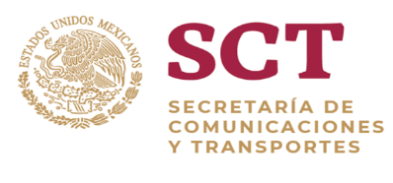 ESTADOS UNIDOS MEXICANOS
SCT
SECRETARÍA DE
COMUNICACIONES
Y TRANSPORTES